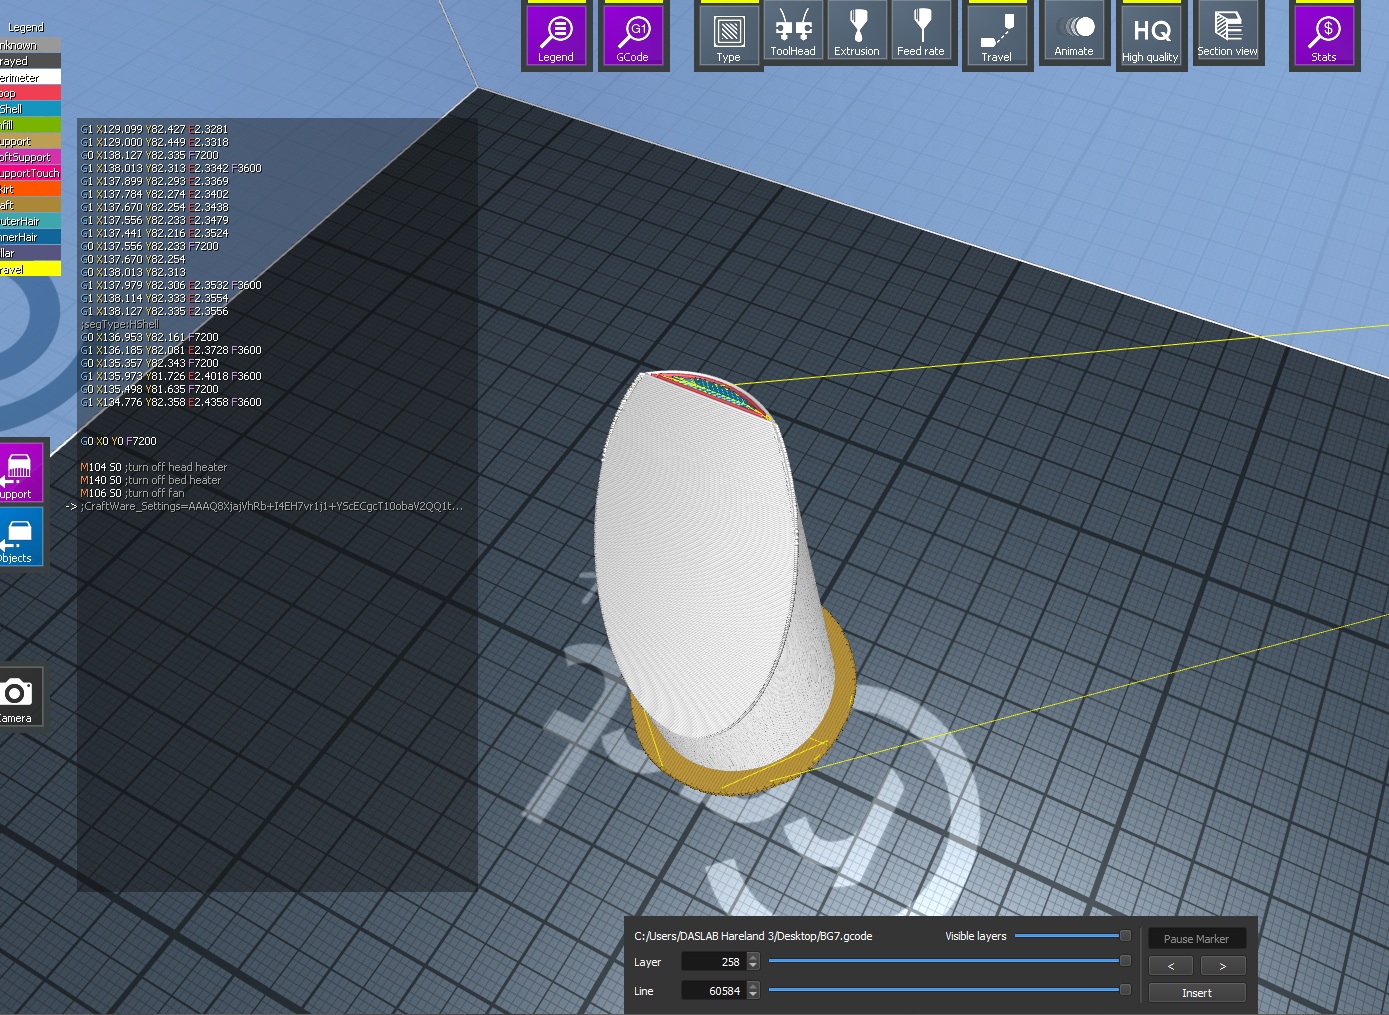 Legend
GCode
Type
ToolHead
Extrusion
Feed rate
Travel
Animate
HQ
High quality
Section view
Stats
Legend
nknown
rayed
erimeter
oop
Shell
nfill
upport
oftSupport
upportTouch
kirt
aft
uterHair
nnerHair
illar
ravel
G1 X129.099 Y82.427 E2.3281
G1 X129.000 Y82.449 E2.3318
G0 X138.127 Y82.335 F7200
G1 X138.013 Y82.313 E2.3342 F3600
G1 X137.899 Y82.293 E2.3369
G1 X137.784 Y82.274 E2.3402
G1 X137.670 Y82.254 E2.3438
G1 X137.556 Y82.233 E2.3479
G1 X137.441 Y82.216 E2.3524
G0 X137.556 Y82.233 F7200
G0 X137.670 Y82.254
G0 X138.013 Y82.313
G1 X137.979 Y82.306 E2.3532 F3600
G1 X138.114 Y82.333 E2.3554
G1 X138.127 Y82.335 E2.3556
;segType:HShell
G0 X136.953 Y82.161 F7200
G1 X136.185 Y82.081 E2.3728 F3600
G0 X135.357 Y82.343 F7200
G1 X135.973 Y81.726 E2.4018 F3600
G0 X135.498 Y81.635 F7200
G1 X134.776 Y82.358 E2.4358 F3600
G0 X0 Y0 F7200
M104 S0 ;turn off head heater
M140 S0 ;turn off bed heater
M106 S0 ;turn off fan
-> ;CraftWare_Settings=AAAQ8XjajVhRb+I4EH7vr1j1+YScECgcT10obaV2QQ1t...
upport
Objects
Camera
C:/Users/DASLAB Hareland 3/Desktop/BG7.gcode
Visible layers
Pause Marker
Layer 258
< >
Line 60584
Insert